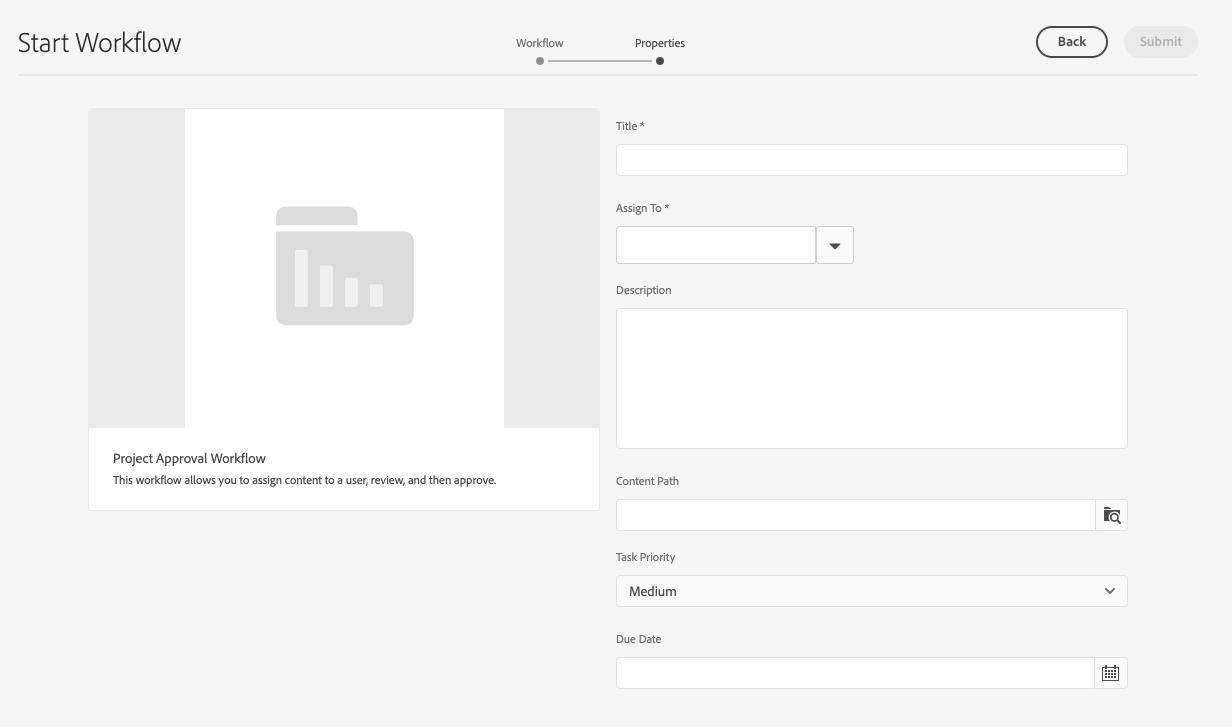 Start Workflow
Workflow
Properties
Back
Submit
Project Approval Workflow
This workflow allows you to assign content to a user, review, and then approve.
Title *
Assign To *
Description
Content Path
Task Priority
Medium
Due Date